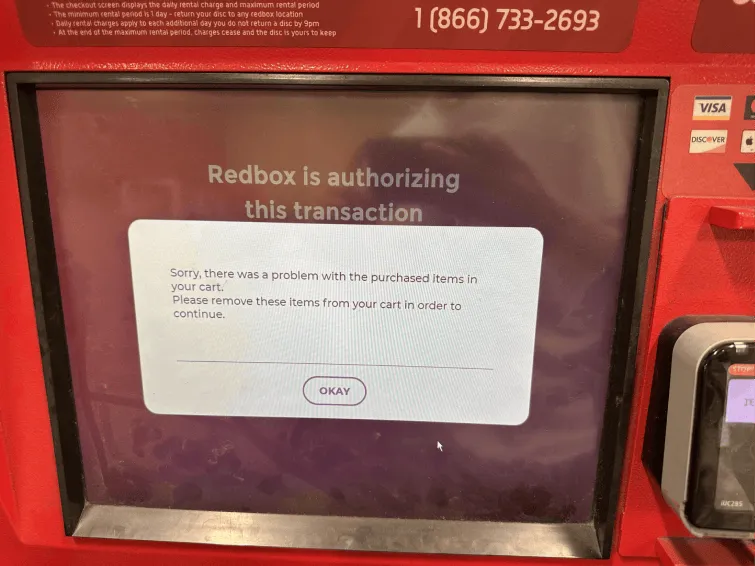 • The checkout screen displays the daily rental charge and maximum rental period
• The minimum rental period is 1 day - return your disc to any redbox location
• Daily rental charges apply to each additional day you do not return a disc by 9pm
• At the end of the maximum rental period, charges cease and the disc is yours to keep
1 (866) 733-2693
VISA
DISCOVER
Redbox is authorizing
this transaction
Sorry, there was a problem with the purchased items in
your cart.
Please remove these items from your cart in order to
continue.
OKAY
STOP
iUC285